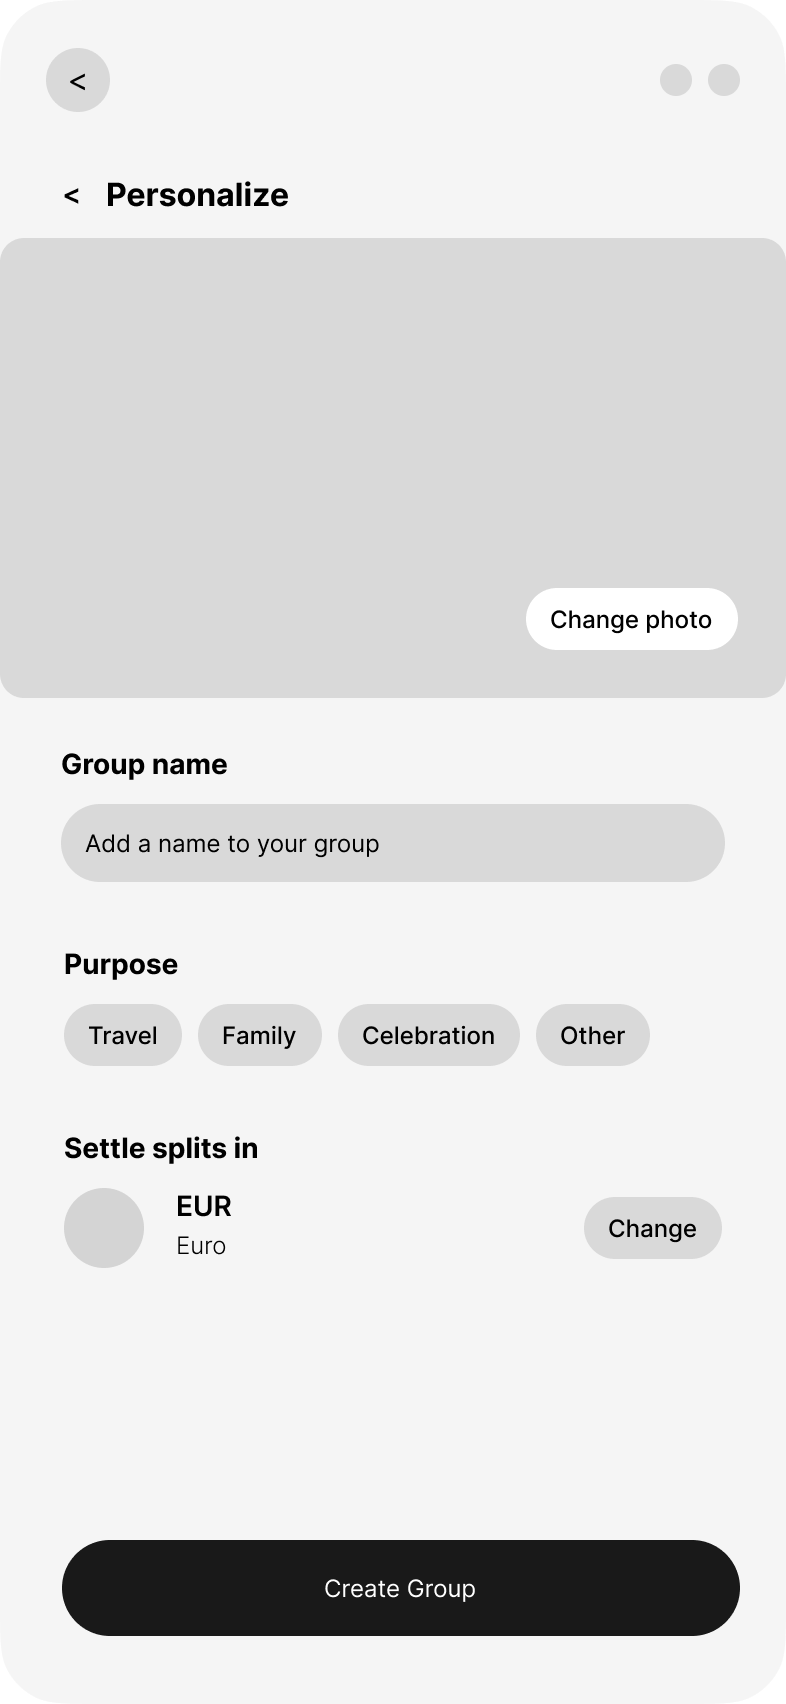 <
< Personalize
Change photo
Group name
Add a name to your group
Purpose
Travel Family Celebration Other
Settle splits in
EUR
Euro
Change
Create Group